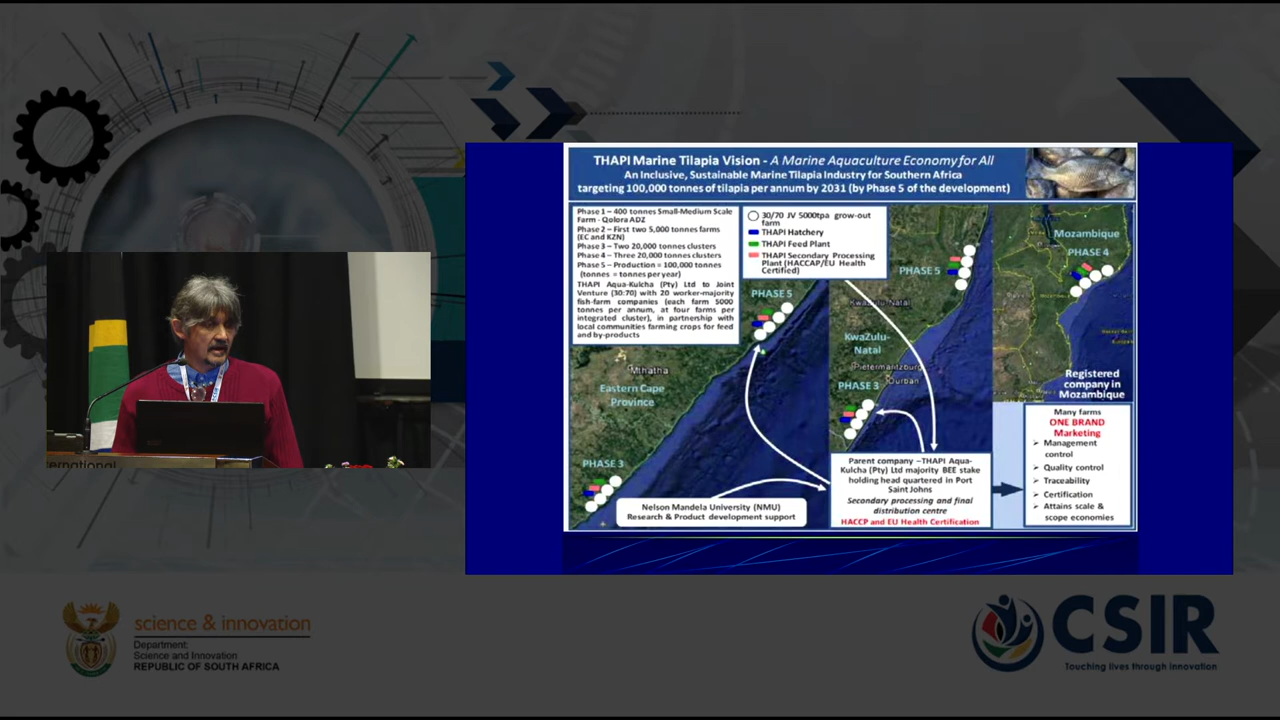 THAPI Marine Tilapia Vision - A Marine Aquaculture Economy for All
An Inclusive, Sustainable Marine Tilapia Industry for Southern Africa
targeting 100,000 tonnes of tilapia per annum by 2031 (by Phase 5 of the development)
Phase 1 – 400 tonnes Small-Medium Scale
Farm - Qolora ADZ
Phase 2 – First two 5,000 tonnes farms
(EC and KZN)
Phase 3 – Two 20,000 tonnes clusters
Phase 4 – Three 20,000 tonnes clusters
Phase 5 – Production = 100,000 tonnes
(tonnes = tonnes per year)
THAPI Aqua-Kulcha (Pty) Ltd to Joint
Venture (30:70) with 20 worker-majority
fish-farm companies (each farm 5000
tonnes per annum, at four farms per
integrated cluster), in partnership with
local communities farming crops for feed
and by-products
30/70 JV 5000tpa grow-out
farm
THAPI Hatchery
THAPI Feed Plant
THAPI Secondary Processing
Plant (HACCAP/EU Health
Certified)
PHASE 5
Mthatha
Eastern Cape
Province
PHASE 3
PHASE 5
KwaZulu-Natal
KwaZulu-
Natal
Pietermaritzburg
Durban
PHASE 3
Mozambique
PHASE 4
Registered
company in
Mozambique
Nelson Mandela University (NMU)
Research & Product development support
Parent company –THAPI Aqua-
Kulcha (Pty) Ltd majority BEE stake
holding head quartered in Port
Saint Johns
Secondary processing and final
distribution centre
HACCP and EU Health Certification
Many farms
ONE BRAND
Marketing
➢ Management
control
➢ Quality control
➢ Traceability
➢ Certification
➢ Attains scale &
scope economies
ternational
science & innovation
Department:
Science and Innovation
REPUBLIC OF SOUTH AFRICA
CSIR
Touching lives through innovation